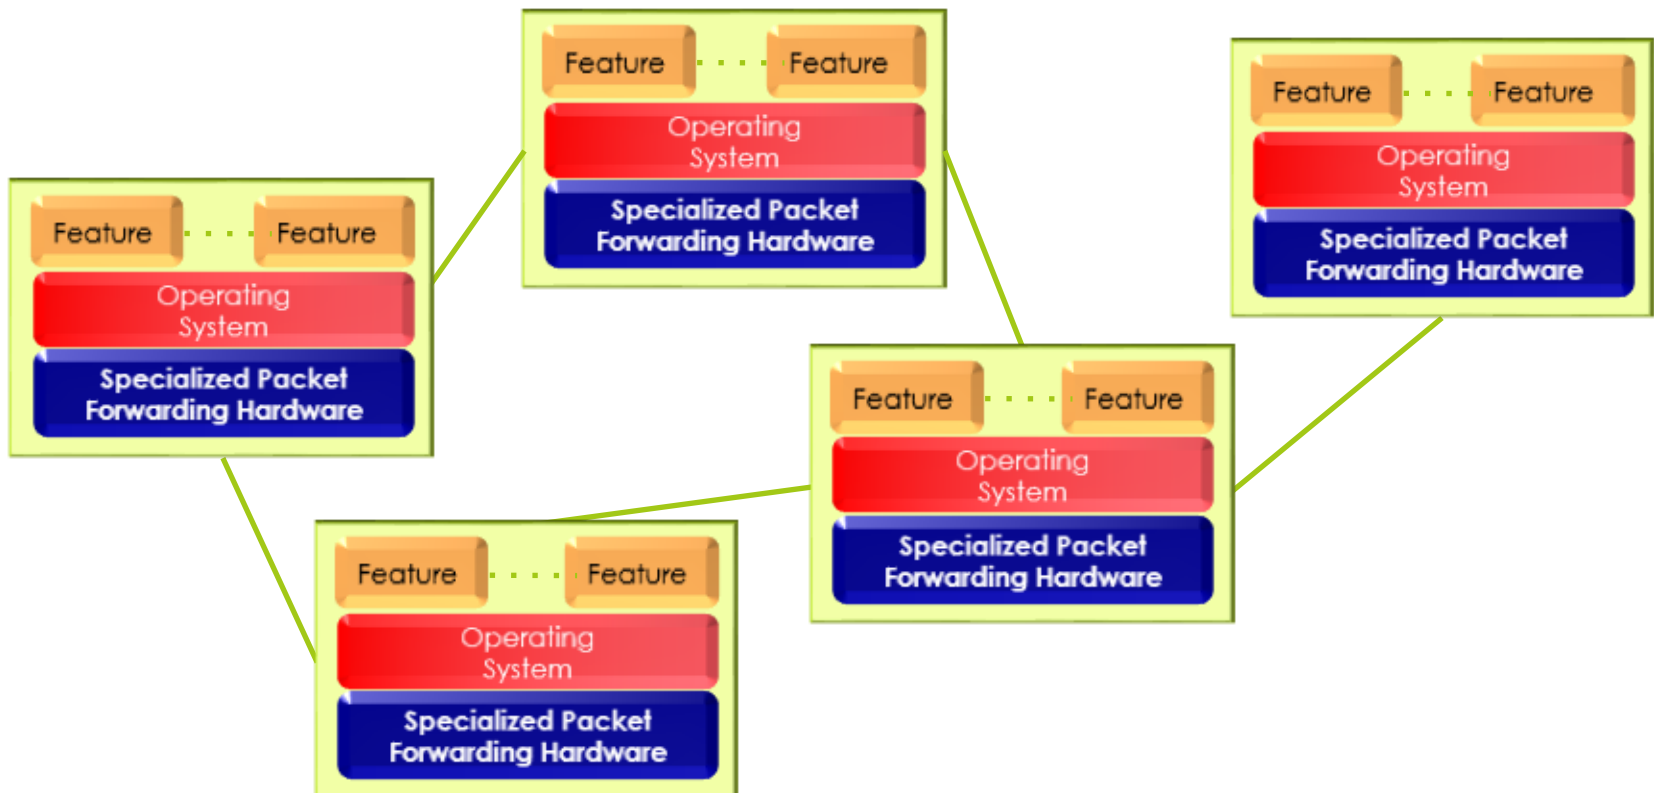 Feature Feature
Operating
System
Specialized Packet
Forwarding Hardware
Feature Feature
Operating
System
Specialized Packet
Forwarding Hardware
Feature Feature
Operating
System
Specialized Packet
Forwarding Hardware
Feature Feature
Operating
System
Specialized Packet
Forwarding Hardware
Feature Feature
Operating
System
Specialized Packet
Forwarding Hardware